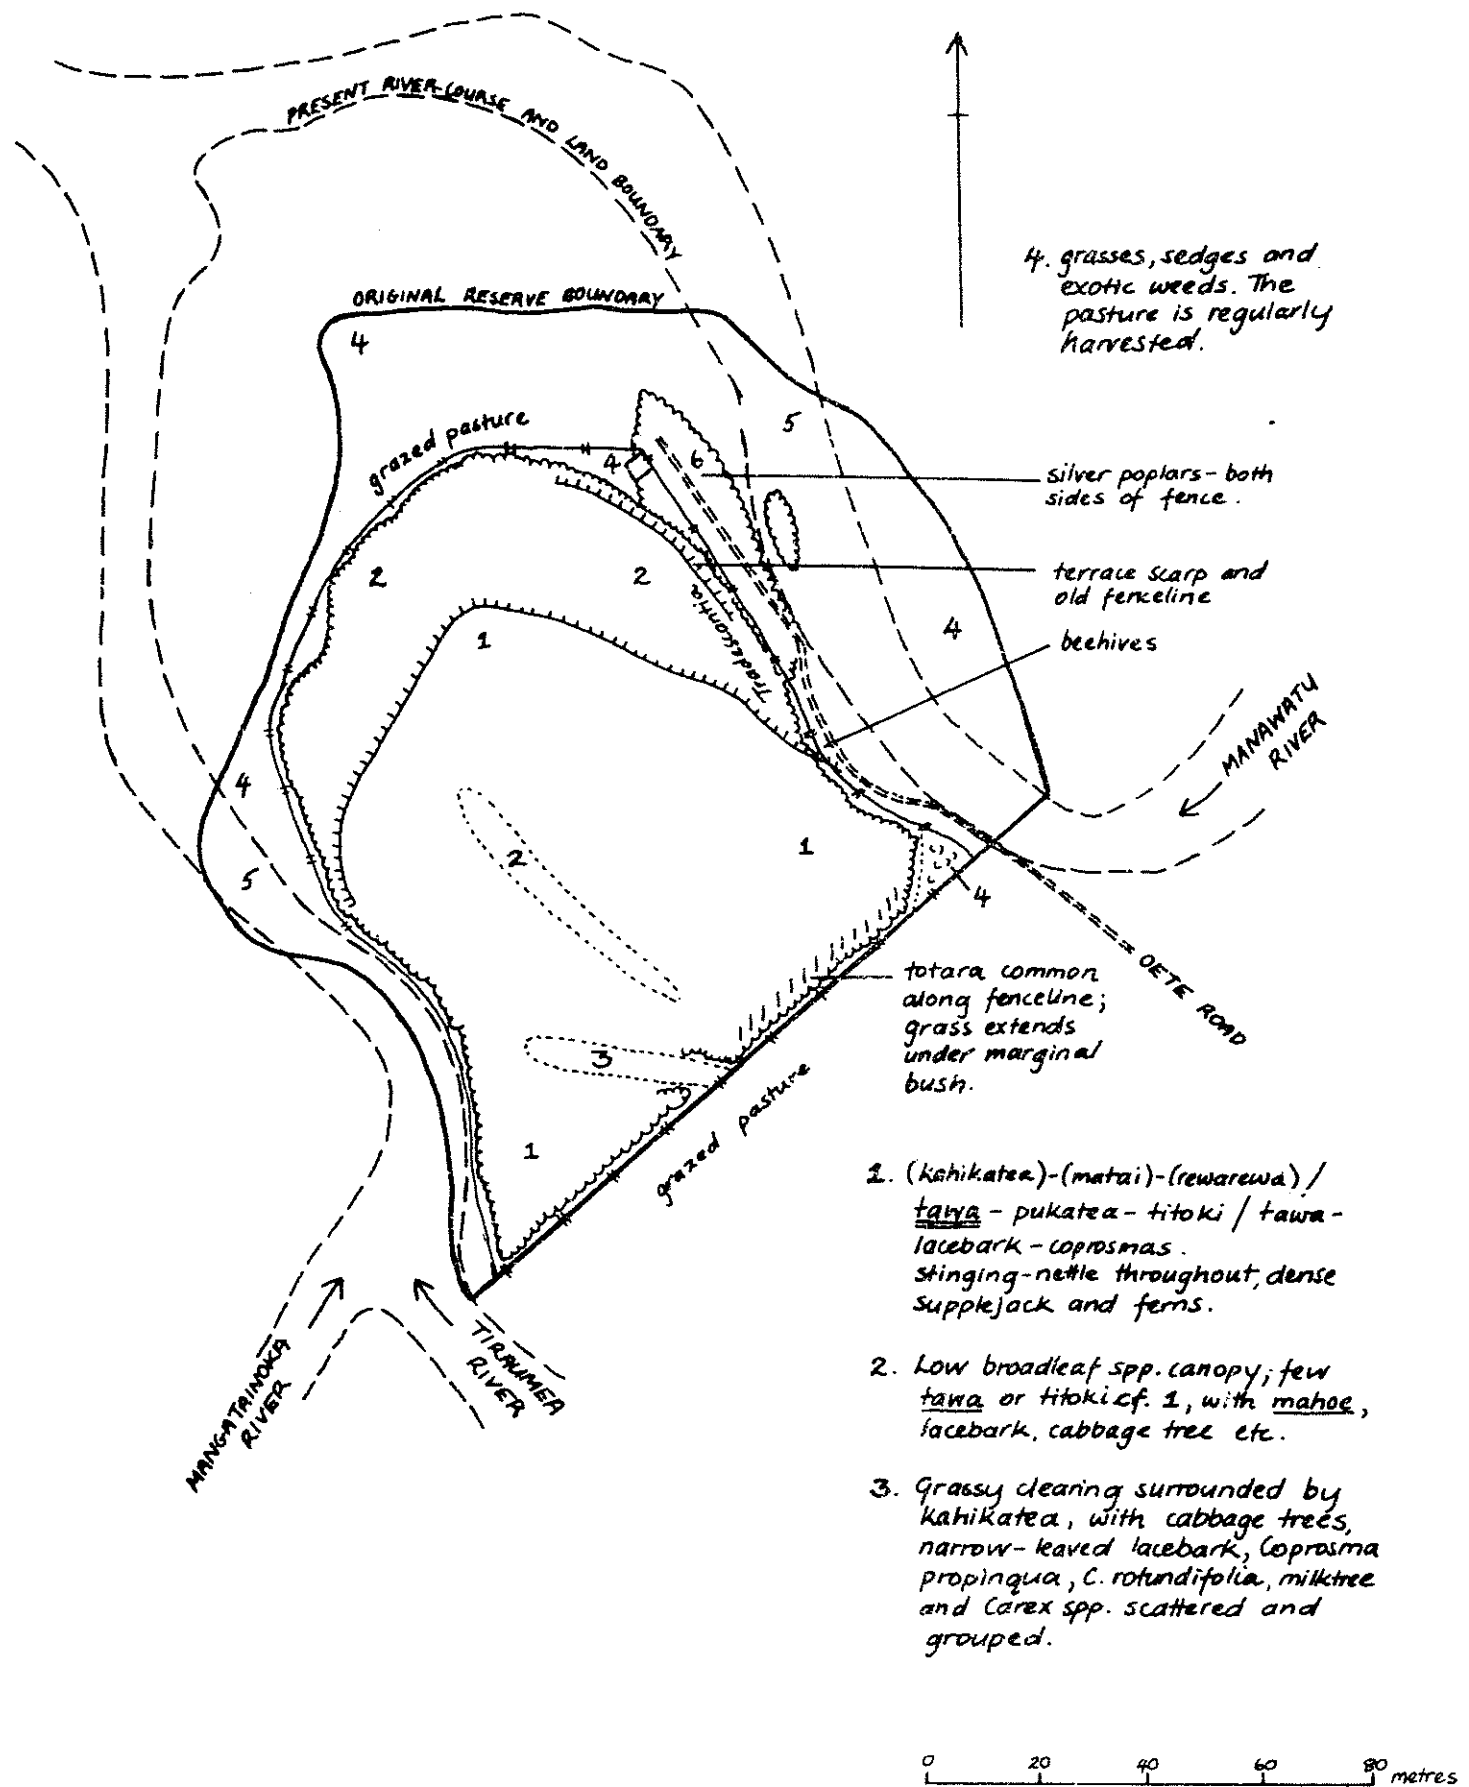 PRESENT RIVER-COURSE AND LAND BOUNDARY
ORIGINAL RESERVE BOUNDARY
4
4. grasses, sedges and
exotic weeds. The
pasture is regularly
harvested.
grazed pasture
5
4
6
silver poplars - both
sides of fence.
2
2
terrace scarp and
old fenceline
Tradescantia
1
4
beehives
MANAWATU
RIVER
4
2
1
5
4
OETE ROAD
totara common
along fenceline;
grass extends
under marginal
bush.
3
grazed pasture
1
1. (kahikatea)-(matai)-(rewarewa)/
tawa - pukatea - titoki / tawa -
lacebark - coprosmas.
stinging-nettle throughout, dense
supplejack and ferns.
MANGATAINOKA
RIVER
TIRAUMEA
RIVER
2. Low broadleaf spp. canopy; few
tawa or titoki cf. 1, with mahoe,
lacebark, cabbage tree etc.
3. Grassy clearing surrounded by
kahikatea, with cabbage trees,
narrow-leaved lacebark, Coprosma
propinqua, C. rotundifolia, milktree
and Carex spp. scattered and
grouped.
0 20 40 60 80 metres